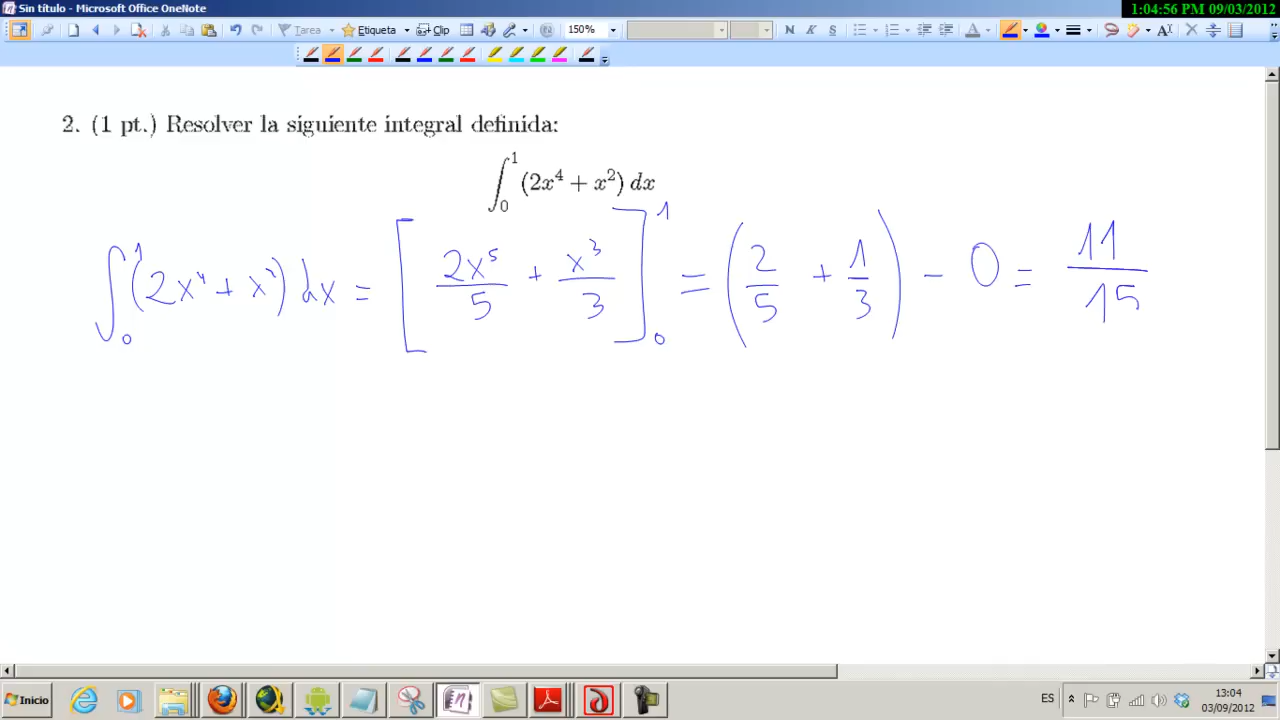 Sin título - Microsoft Office OneNote
1:04:56 PM 09/03/2012
Tarea Etiqueta Clip 150% N K S
2. (1 pt.) Resolver la siguiente integral definida:
∫₀¹ (2x⁴ + x²) dx
∫₀¹ (2x⁴ + x²) dx = [2x⁵/5 + x³/3]₀¹ = (2/5 + 1/3) - 0 = 11/15
Inicio
ES
13:04
03/09/2012